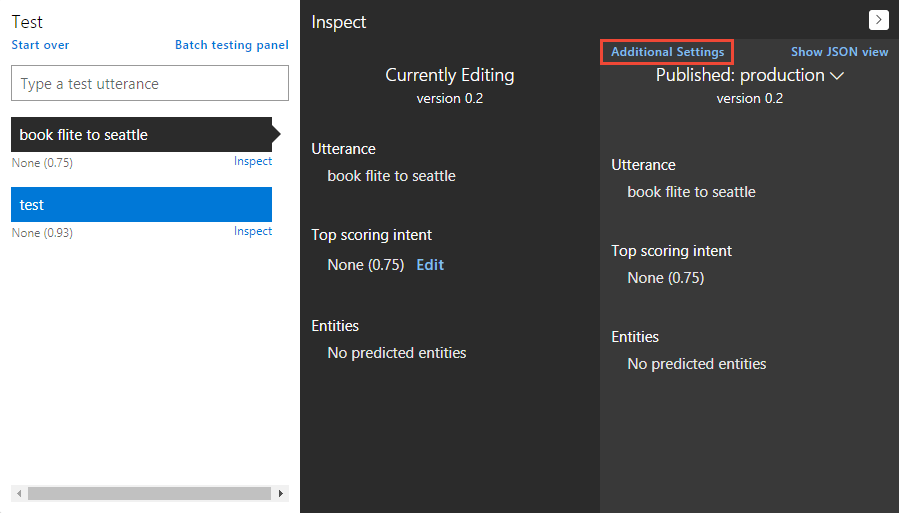 Test
Start over
Batch testing panel
Type a test utterance
book flite to seattle
None (0.75)
Inspect
test
None (0.93)
Inspect
Inspect
Currently Editing
version 0.2
Utterance
book flite to seattle
Top scoring intent
None (0.75) Edit
Entities
No predicted entities
Additional Settings
Show JSON view
Published: production
version 0.2
Utterance
book flite to seattle
Top scoring intent
None (0.75)
Entities
No predicted entities